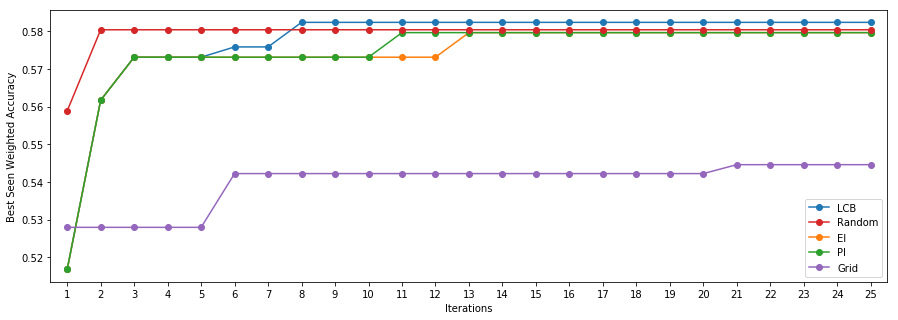 Best Seen Weighted Accuracy
0.58
0.57
0.56
0.55
0.54
0.53
0.52
1 2 3 4 5 6 7 8 9 10 11 12 13 14 15 16 17 18 19 20 21 22 23 24 25
Iterations
LCB
Random
EI
PI
Grid